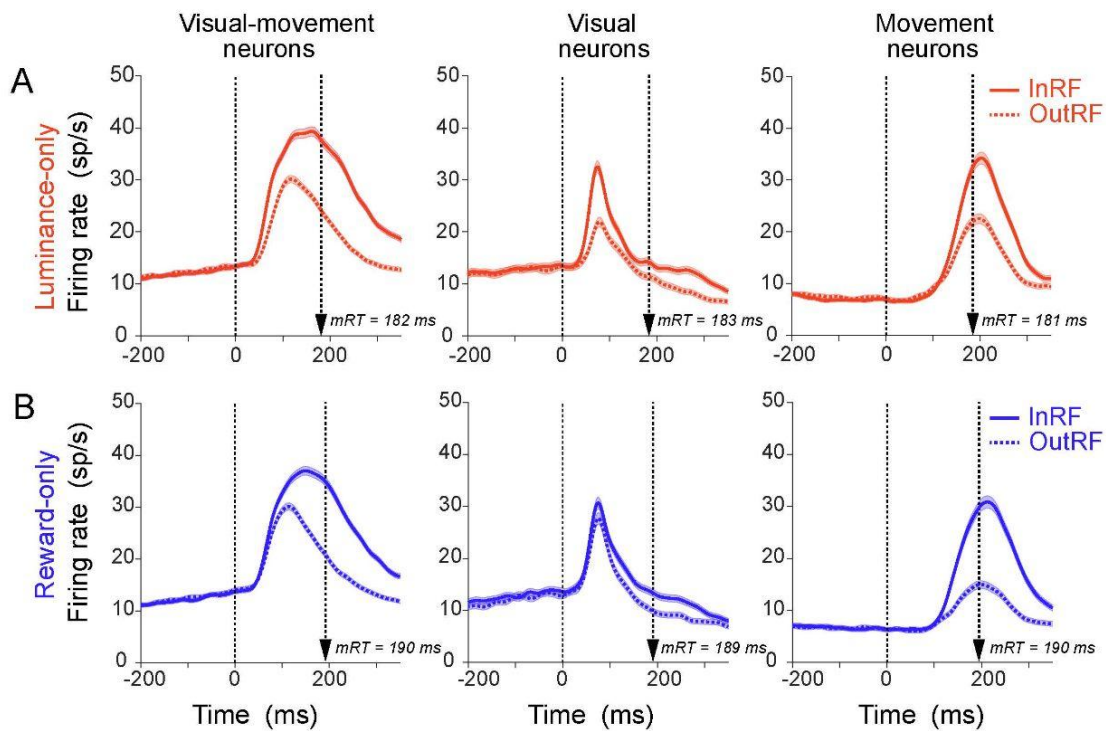 Visual-movement neurons
Visual neurons
Movement neurons
A
Luminance-only
Firing rate (sp/s)
50
40
30
20
10
0
-200
0
200
mRT = 182 ms
50
40
30
20
10
0
-200
0
200
mRT = 183 ms
50
40
30
20
10
0
-200
0
200
mRT = 181 ms
InRF
OutRF
B
Reward-only
Firing rate (sp/s)
50
40
30
20
10
0
-200
0
200
mRT = 190 ms
Time (ms)
50
40
30
20
10
0
-200
0
200
mRT = 189 ms
Time (ms)
50
40
30
20
10
0
-200
0
200
mRT = 190 ms
Time (ms)
InRF
OutRF